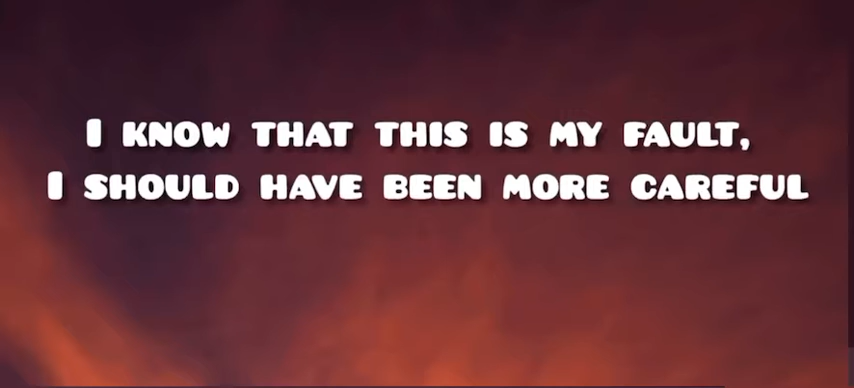 I KNOW THAT THIS IS MY FAULT,
I SHOULD HAVE BEEN MORE CAREFUL